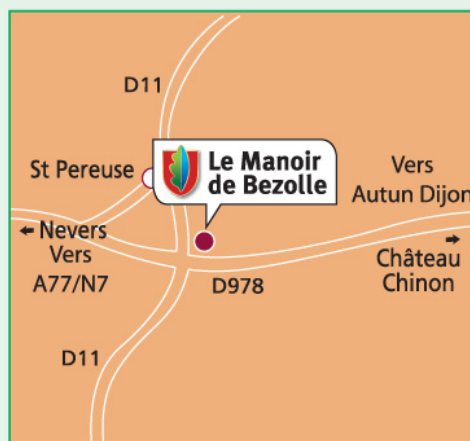 D11
St Pereuse
Le Manoir
de Bezolle
Vers
Autun Dijon
Nevers
Vers
A77/N7
Château
Chinon
D978
D11